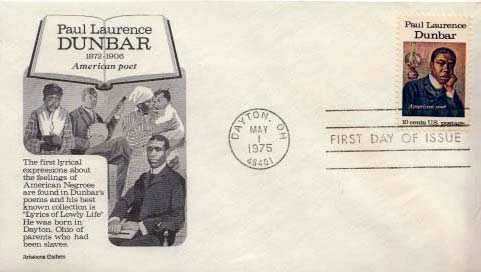 Paul Laurence
DUNBAR
1872-1906
American poet
The first lyrical
expressions about
the feelings of
American Negroes
are found in Dunbar's
poems and his best
known collection is
"Lyrics of Lowly Life"
He was born in
Dayton, Ohio of
parents who had
been slaves.
Aristocrat Cachets
DAYTON, OH
MAY
1
1975
45401
FIRST DAY OF ISSUE
Paul Laurence
Dunbar
American poet
10 cents U.S. postage